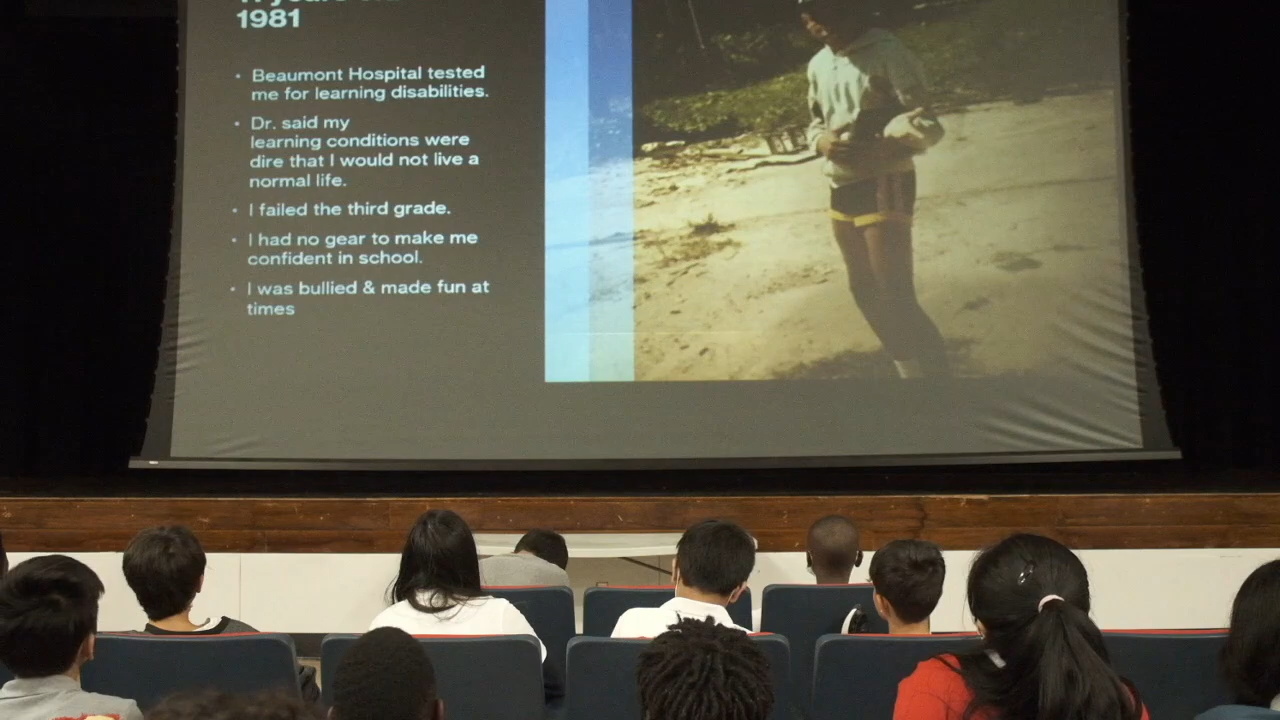 1981
• Beaumont Hospital tested
me for learning disabilities.
• Dr. said my
learning conditions were
dire that I would not live a
normal life.
• I failed the third grade.
• I had no gear to make me
confident in school.
• I was bullied & made fun at
times